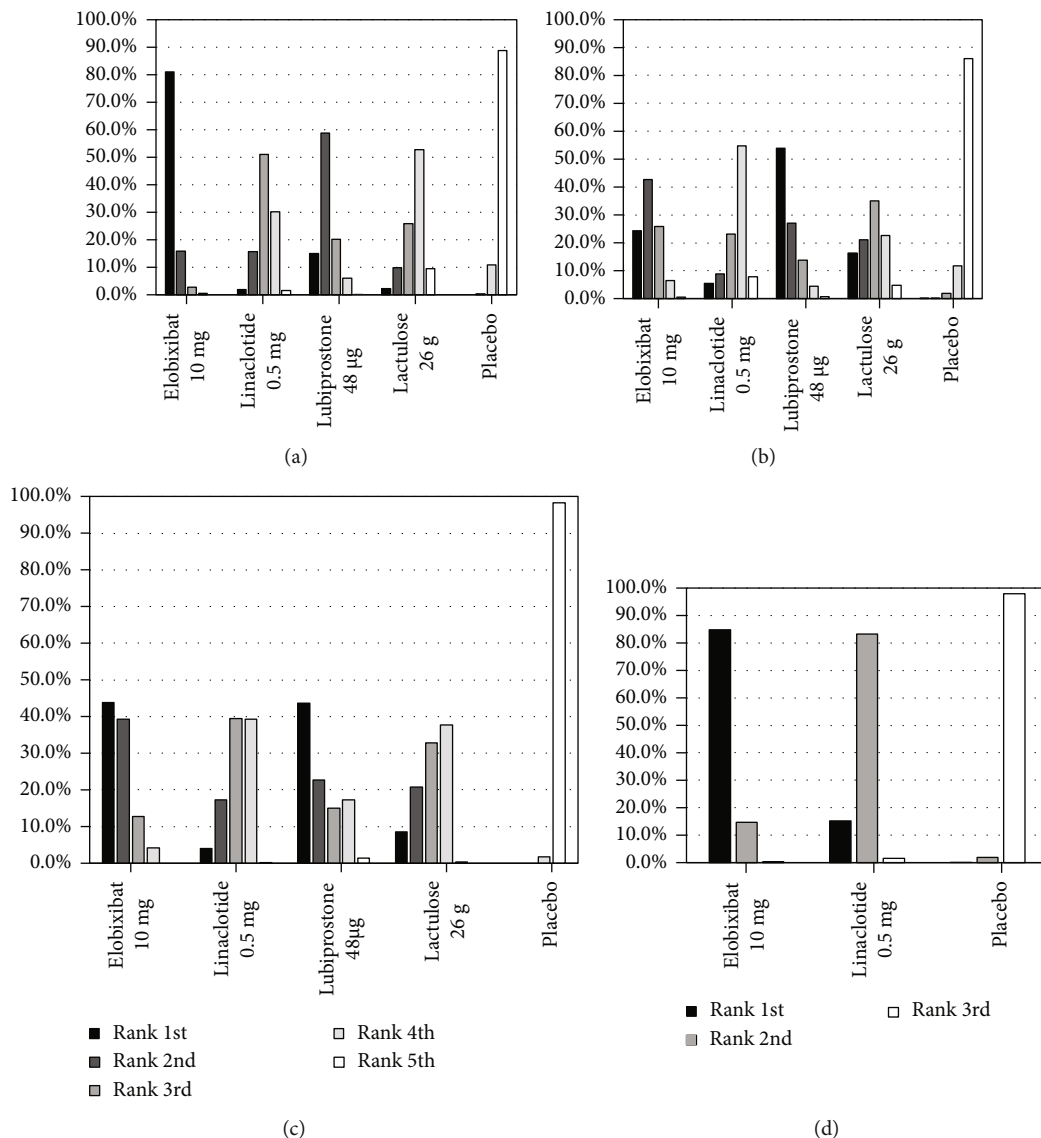 100.0%
90.0%
80.0%
70.0%
60.0%
50.0%
40.0%
30.0%
20.0%
10.0%
0.0%
Elobixibat
10 mg
Linaclotide
0.5 mg
Lubiprostone
48 μg
Lactulose
26 g
Placebo
(a)
100.0%
90.0%
80.0%
70.0%
60.0%
50.0%
40.0%
30.0%
20.0%
10.0%
0.0%
Elobixibat
10 mg
Linaclotide
0.5 mg
Lubiprostone
48 μg
Lactulose
26 g
Placebo
(b)
100.0%
90.0%
80.0%
70.0%
60.0%
50.0%
40.0%
30.0%
20.0%
10.0%
0.0%
Elobixibat
10 mg
Linaclotide
0.5 mg
Lubiprostone
48μg
Lactulose
26 g
Placebo
Rank 1st
Rank 2nd
Rank 3rd
Rank 4th
Rank 5th
(c)
100.0%
90.0%
80.0%
70.0%
60.0%
50.0%
40.0%
30.0%
20.0%
10.0%
0.0%
Elobixibat
10 mg
Linaclotide
0.5 mg
Placebo
Rank 1st
Rank 2nd
Rank 3rd
(d)